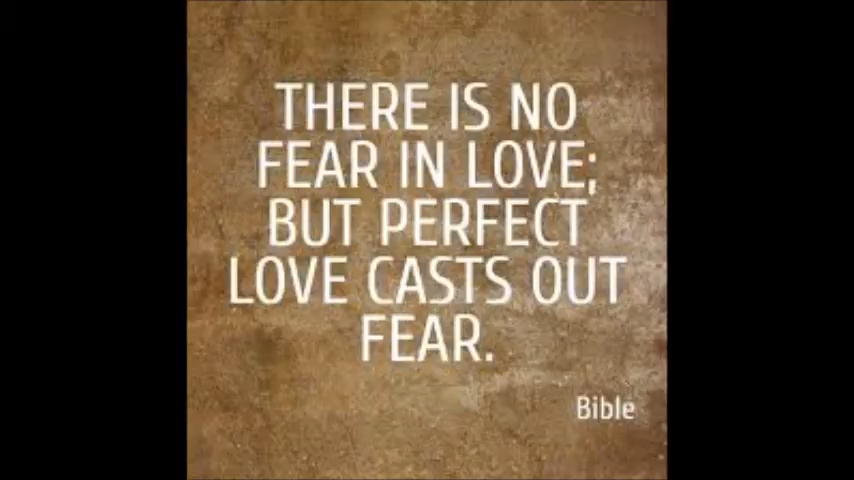 THERE IS NO
FEAR IN LOVE;
BUT PERFECT
LOVE CASTS OUT
FEAR.
Bible